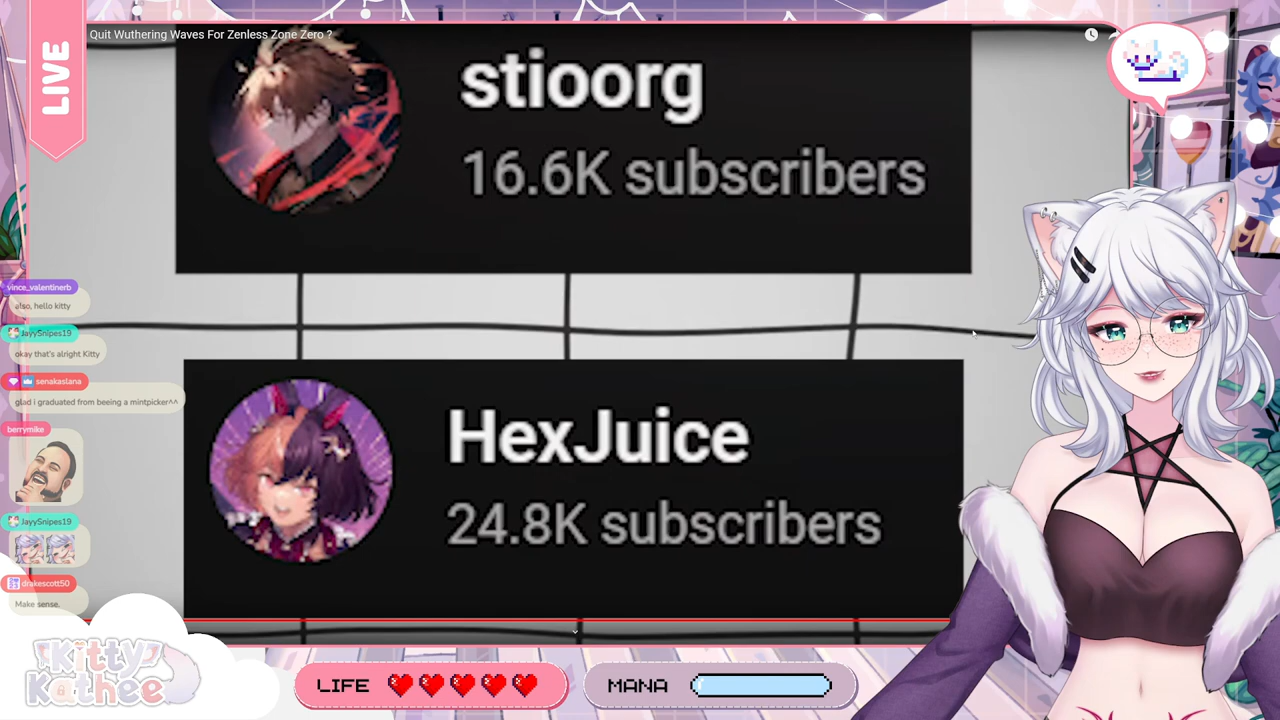 LIVE
Quit Wuthering Waves For Zenless Zone Zero ?
stioorg
16.6K subscribers
HexJuice
24.8K subscribers
vince_valentinerb
also, hello kitty
JayySnipes19
okay that's alright Kitty
senakaslana
glad i graduated from beeing a mintpicker^^
berrymike
JayySnipes19
drakescott50
Make sense.
Kitty
Kathee
LIFE
MANA